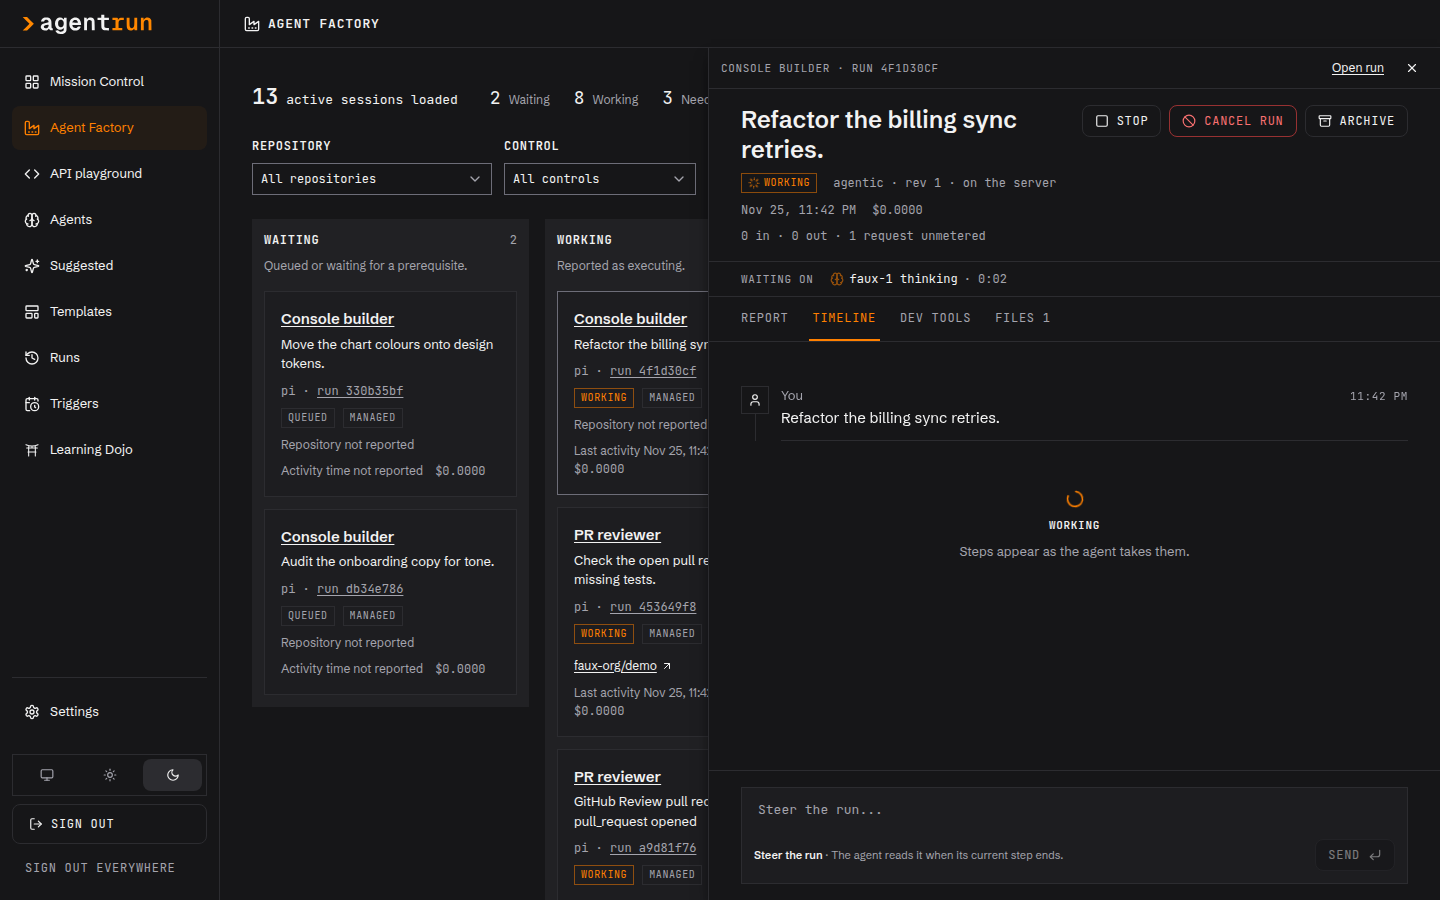 agentrun
Mission Control
Agent Factory
API playground
Agents
Suggested
Templates
Runs
Triggers
Learning Dojo
Settings
SIGN OUT
SIGN OUT EVERYWHERE
AGENT FACTORY
13 active sessions loaded 2 Waiting 8 Working 3 Need
REPOSITORY CONTROL
All repositories All controls
WAITING 2
Queued or waiting for a prerequisite.
Console builder
Move the chart colours onto design
tokens.
pi · run 330b35bf
QUEUED MANAGED
Repository not reported
Activity time not reported $0.0000
Console builder
Audit the onboarding copy for tone.
pi · run db34e786
QUEUED MANAGED
Repository not reported
Activity time not reported $0.0000
WORKING
Reported as executing.
Console builder
Refactor the billing syn
pi · run 4f1d30cf
WORKING MANAGED
Repository not reported
Last activity Nov 25, 11:42
$0.0000
PR reviewer
Check the open pull re
missing tests.
pi · run 453649f8
WORKING MANAGED
faux-org/demo
Last activity Nov 25, 11:42
$0.0000
PR reviewer
GitHub Review pull rec
pull_request opened
pi · run a9d81f76
WORKING MANAGED
CONSOLE BUILDER · RUN 4F1D30CF
Open run
Refactor the billing sync
retries.
STOP CANCEL RUN ARCHIVE
WORKING agentic · rev 1 · on the server
Nov 25, 11:42 PM $0.0000
0 in · 0 out · 1 request unmetered
WAITING ON faux-1 thinking · 0:02
REPORT TIMELINE DEV TOOLS FILES 1
You 11:42 PM
Refactor the billing sync retries.
WORKING
Steps appear as the agent takes them.
Steer the run...
Steer the run · The agent reads it when its current step ends.
SEND